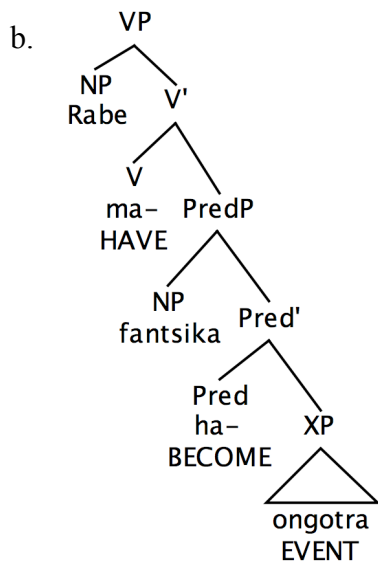 b.
VP
NP
Rabe
V'
V
ma–
HAVE
PredP
NP
fantsika
Pred'
Pred
ha–
BECOME
XP
ongotra
EVENT